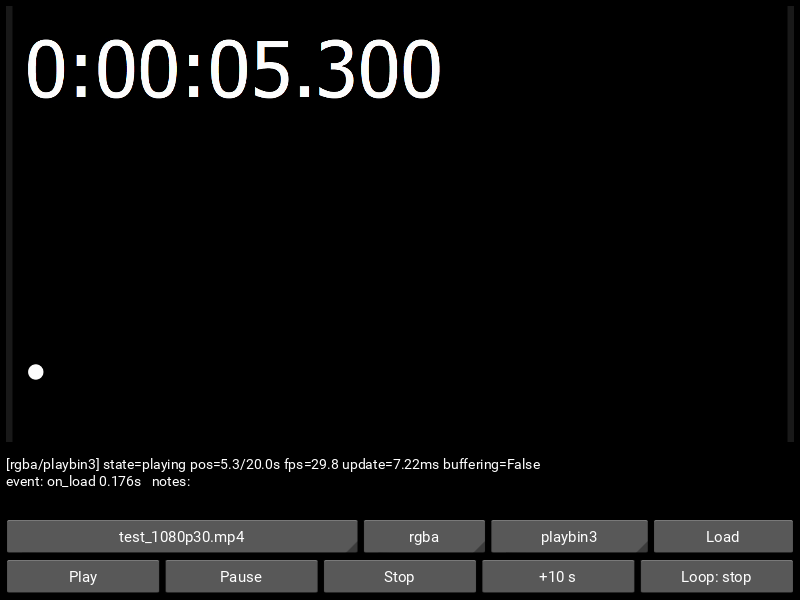 0:00:05.300
[rgba/playbin3] state=playing pos=5.3/20.0s fps=29.8 update=7.22ms buffering=False
event: on_load 0.176s   notes:
test_1080p30.mp4 rgba playbin3 Load
Play Pause Stop +10 s Loop: stop